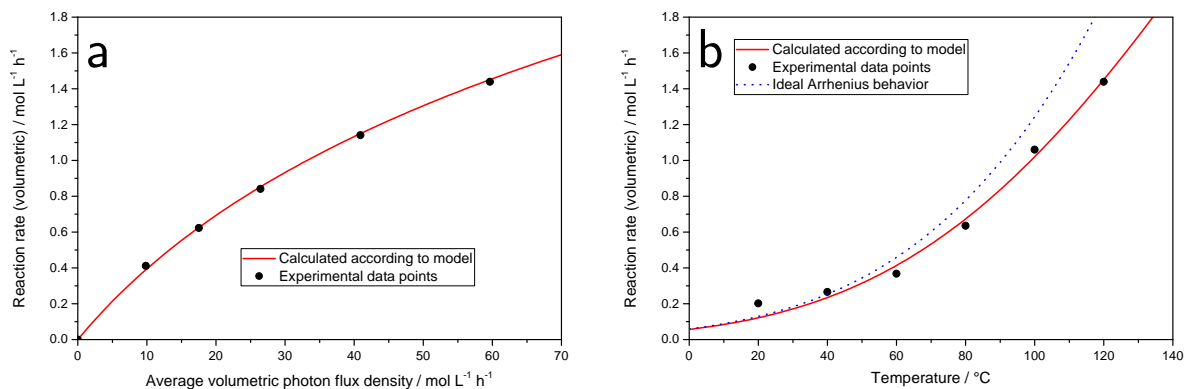 a
1.8
1.6
1.4
1.2
1.0
0.8
0.6
0.4
0.2
0.0
Reaction rate (volumetric) / mol L⁻¹ h⁻¹
Calculated according to model
Experimental data points
0 10 20 30 40 50 60 70
Average volumetric photon flux density / mol L⁻¹ h⁻¹
b
1.8
1.6
1.4
1.2
1.0
0.8
0.6
0.4
0.2
0.0
Reaction rate (volumetric) / mol L⁻¹ h⁻¹
Calculated according to model
Experimental data points
Ideal Arrhenius behavior
0 20 40 60 80 100 120 140
Temperature / °C